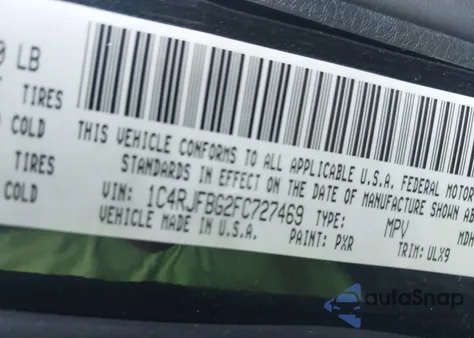 LB
TIRES
COLD
TIRES
COLD
THIS VEHICLE CONFORMS TO ALL APPLICABLE U.S.A. FEDERAL MOTOR
STANDARDS IN EFFECT ON THE DATE OF MANUFACTURE SHOWN
VIN: 1C4RJFBG2FC727469 TYPE: MPV
VEHICLE MADE IN U.S.A. PAINT: PXR TRIM: ULX9
autoSnap